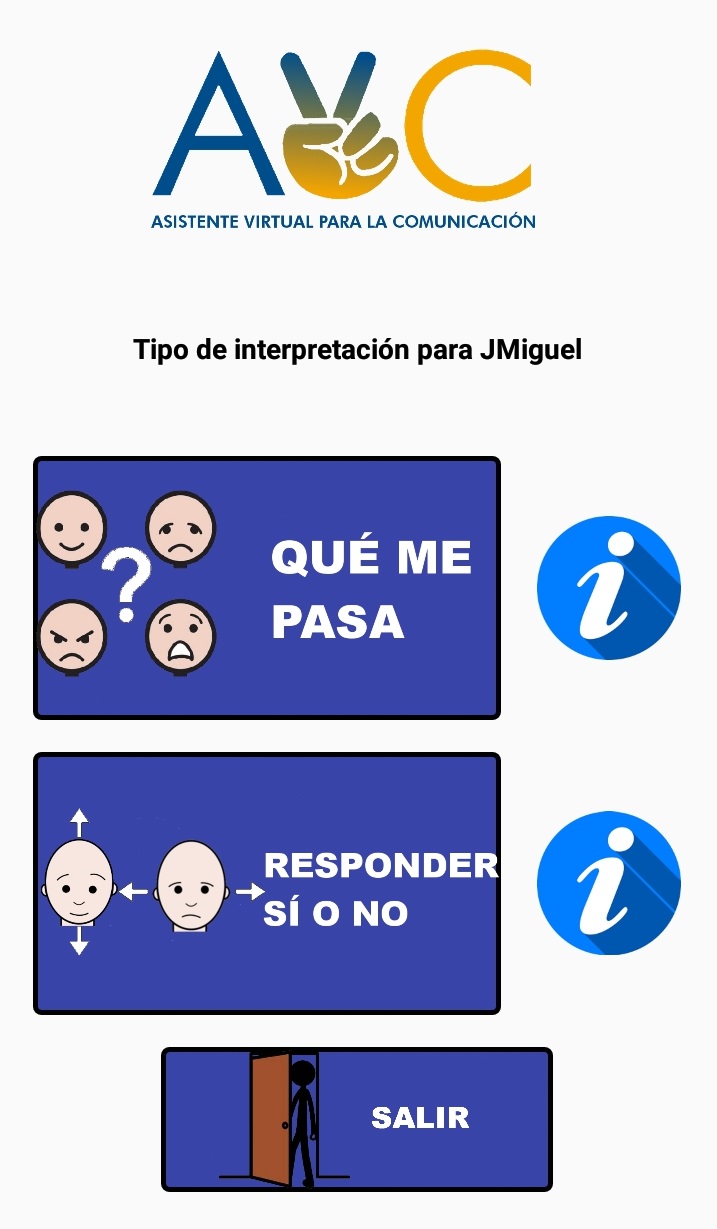 AVC
ASISTENTE VIRTUAL PARA LA COMUNICACIÓN
Tipo de interpretación para JMiguel
QUÉ ME
PASA
?
i
RESPONDER
SÍ O NO
i
SALIR